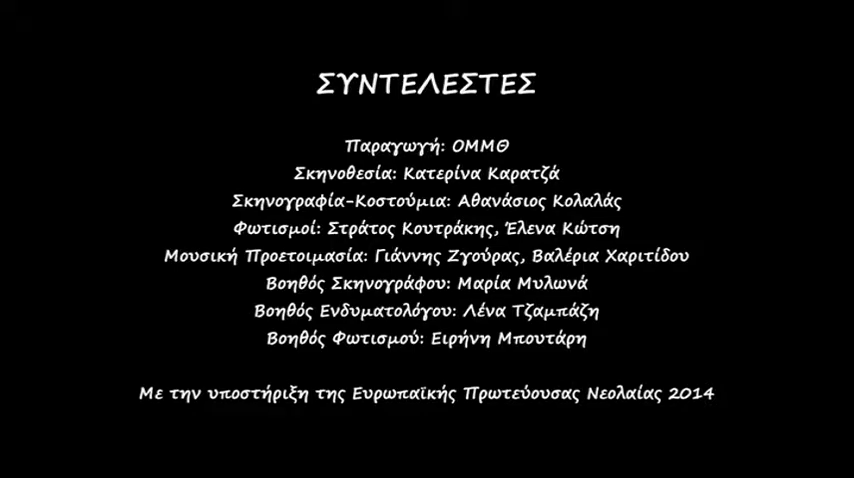 ΣΥΝΤΕΛΕΣΤΕΣ
Παραγωγή: ΟΜΜΘ
Σκηνοθεσία: Κατερίνα Καρατζά
Σκηνογραφία-Κοστούμια: Αθανάσιος Κολαλάς
Φωτισμοί: Στράτος Κουτράκης, Έλενα Κώτση
Μουσική Προετοιμασία: Γιάννης Ζγούρας, Βαλέρια Χαριτίδου
Βοηθός Σκηνογράφου: Μαρία Μυλωνά
Βοηθός Ενδυματολόγου: Λένα Τζαμπάζη
Βοηθός Φωτισμού: Ειρήνη Μπουτάρη
Με την υποστήριξη της Ευρωπαϊκής Πρωτεύουσας Νεολαίας 2014